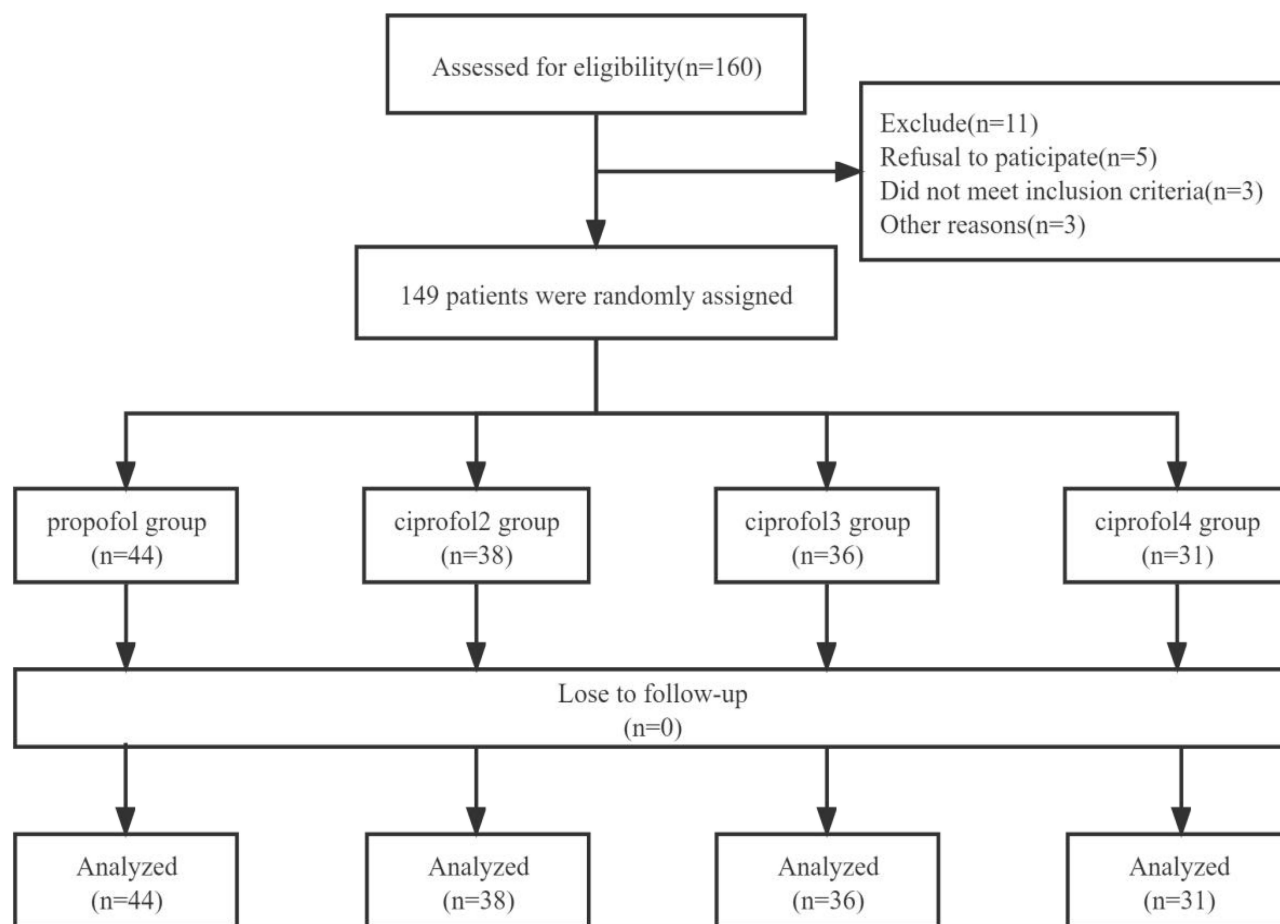 Assessed for eligibility(n=160)
Exclude(n=11)
Refusal to paticipate(n=5)
Did not meet inclusion criteria(n=3)
Other reasons(n=3)
149 patients were randomly assigned
propofol group
(n=44)
ciprofol2 group
(n=38)
ciprofol3 group
(n=36)
ciprofol4 group
(n=31)
Lose to follow-up
(n=0)
Analyzed
(n=44)
Analyzed
(n=38)
Analyzed
(n=36)
Analyzed
(n=31)